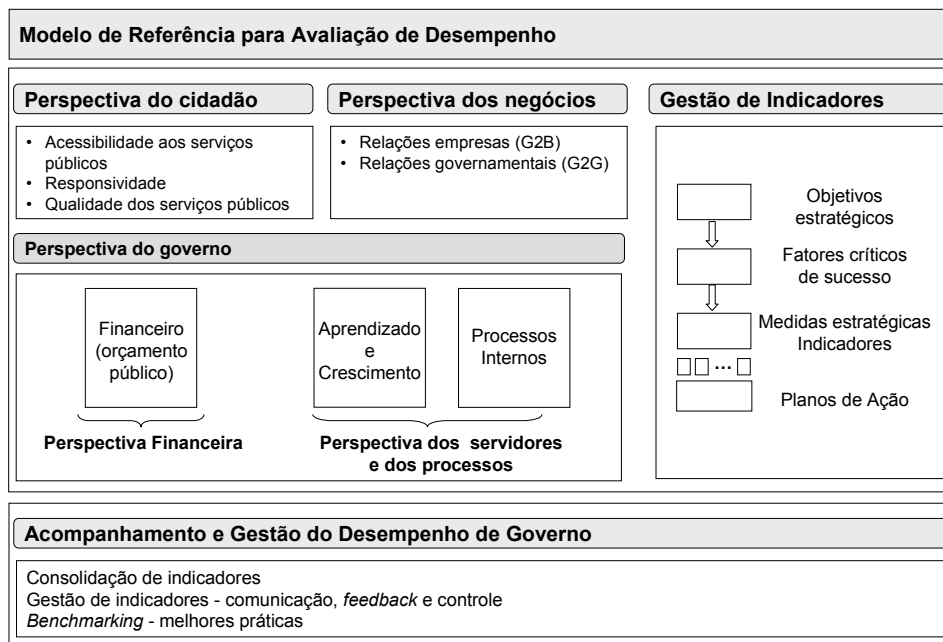 Modelo de Referência para Avaliação de Desempenho
Perspectiva do cidadão
• Acessibilidade aos serviços
públicos
• Responsividade
• Qualidade dos serviços públicos
Perspectiva dos negócios
• Relações empresas (G2B)
• Relações governamentais (G2G)
Perspectiva do governo
Financeiro
(orçamento
público)
Perspectiva Financeira
Aprendizado
e
Crescimento
Processos
Internos
Perspectiva dos servidores
e dos processos
Gestão de Indicadores
Objetivos
estratégicos
Fatores críticos
de sucesso
Medidas estratégicas
Indicadores
...
Planos de Ação
Acompanhamento e Gestão do Desempenho de Governo
Consolidação de indicadores
Gestão de indicadores - comunicação, feedback e controle
Benchmarking - melhores práticas